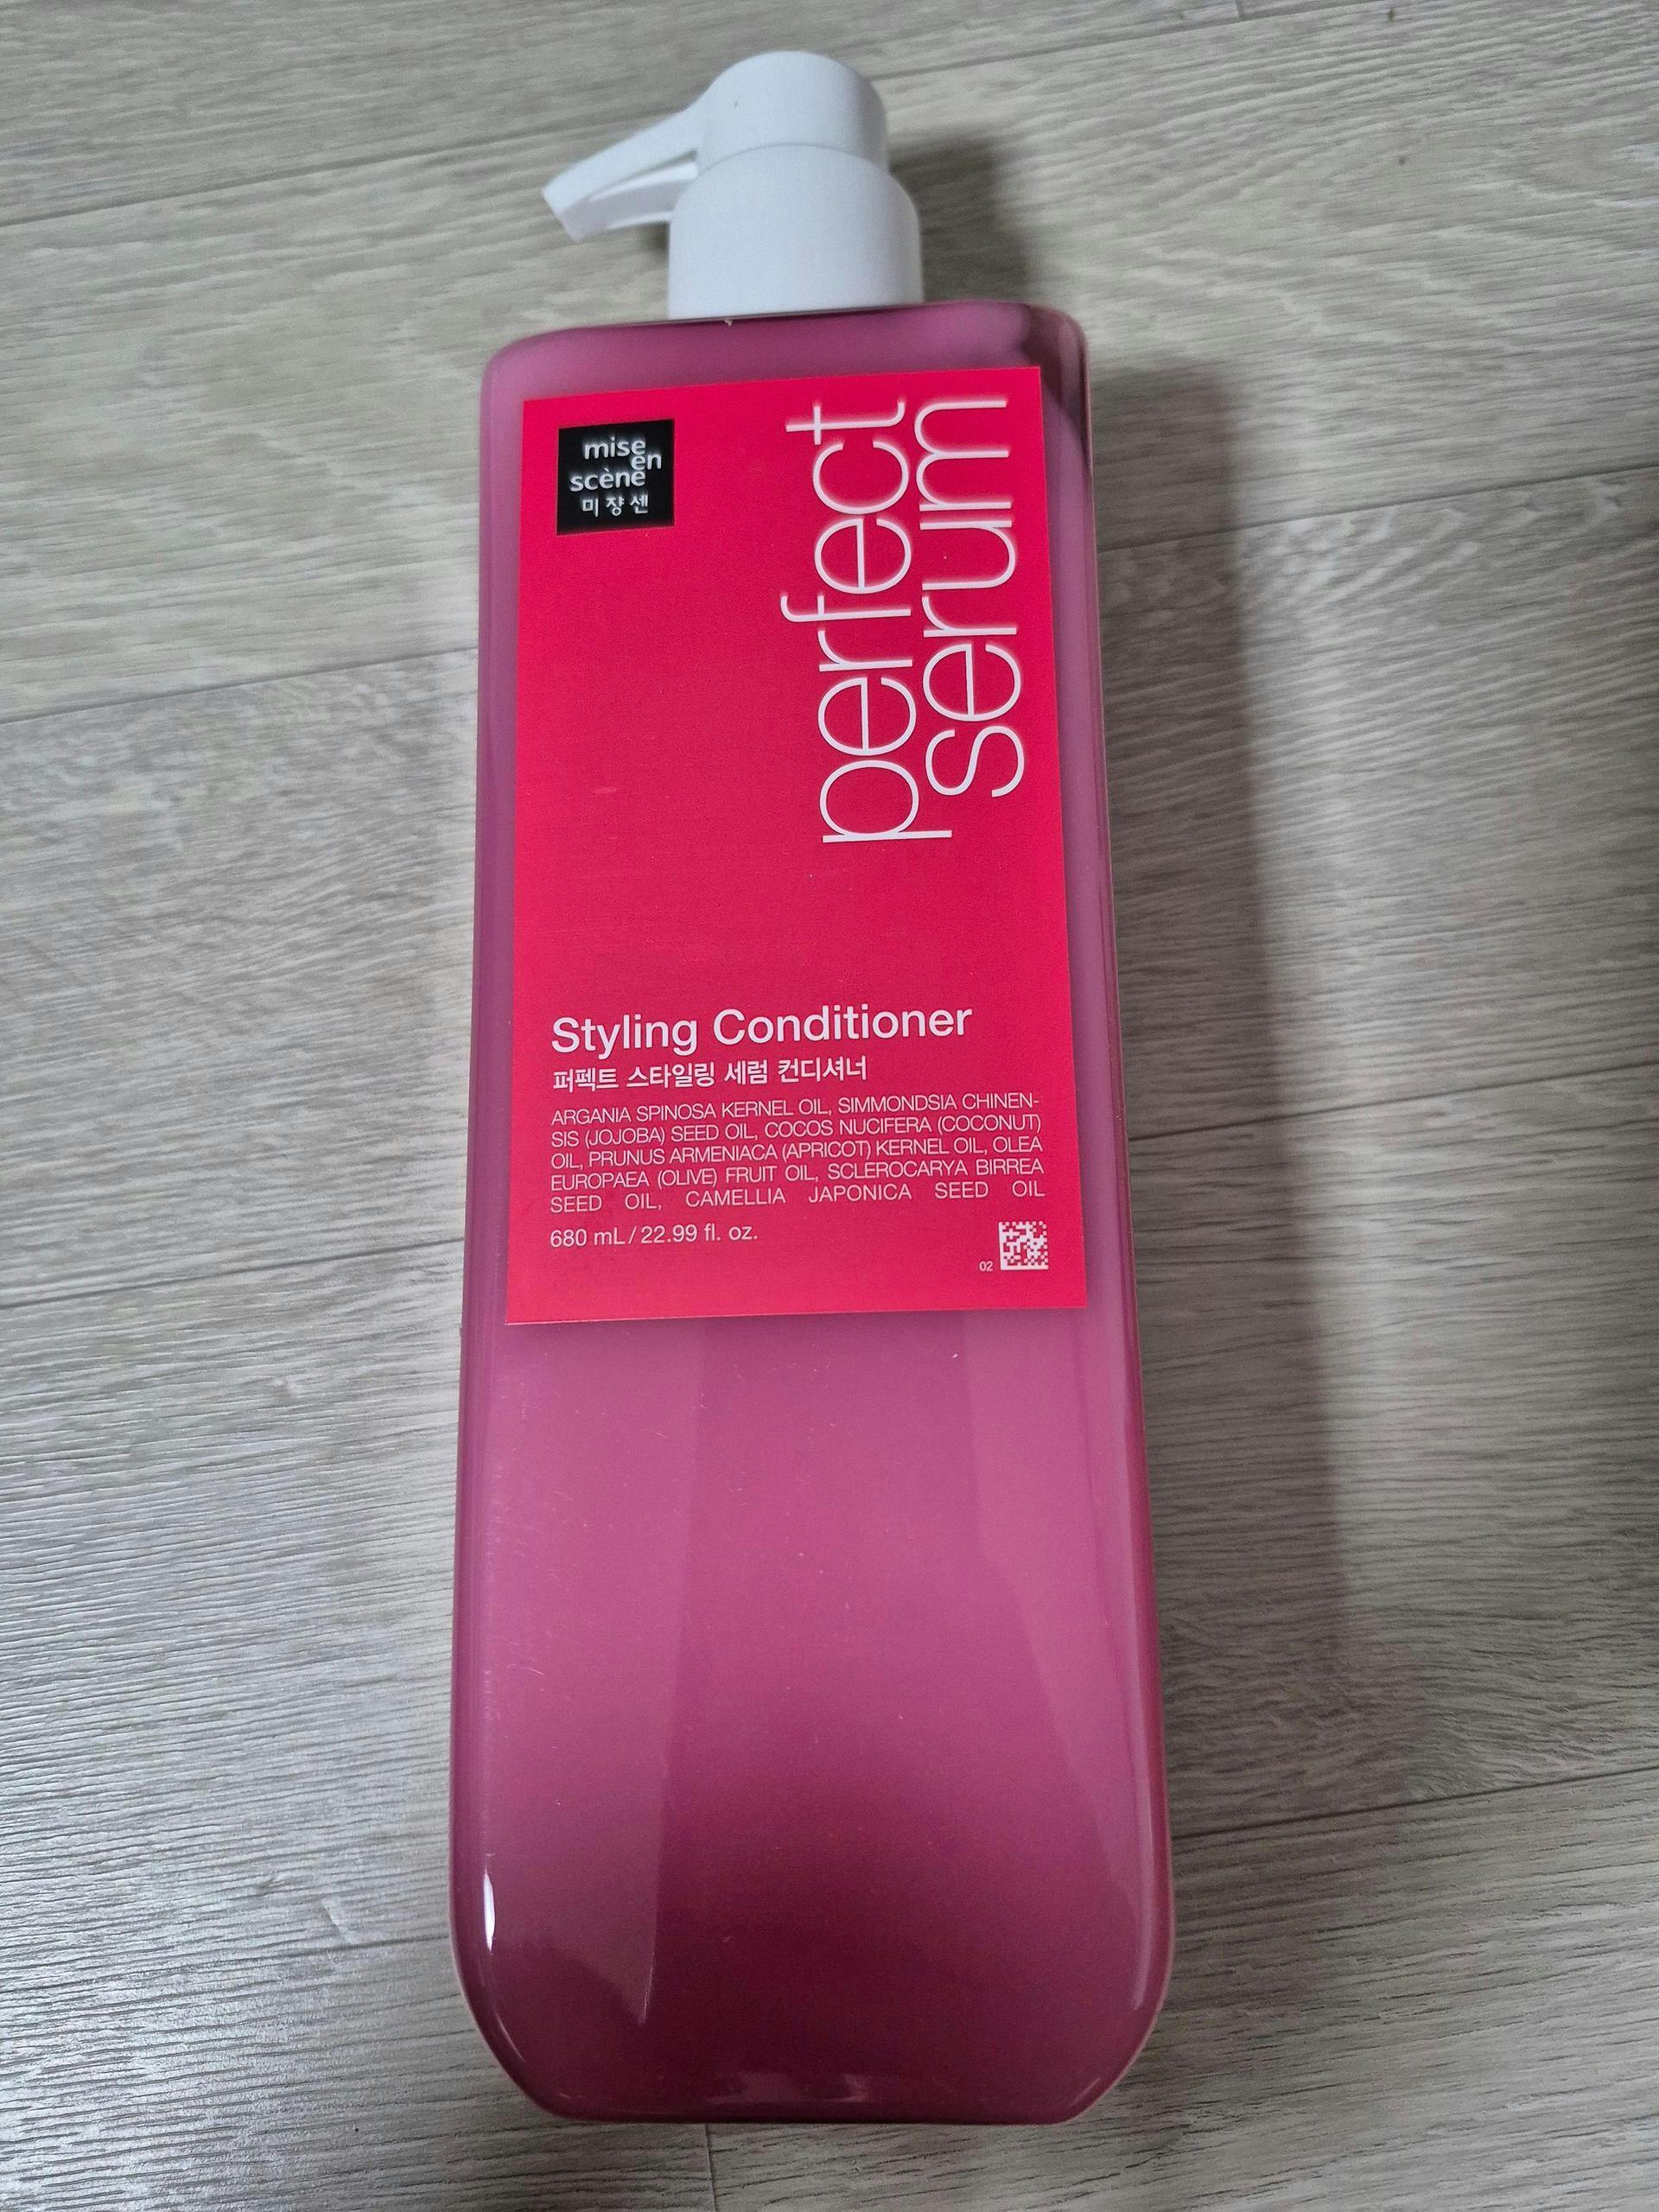 mise
en
scène
미쟝센
perfect
serum
Styling Conditioner
퍼펙트 스타일링 세럼 컨디셔너
ARGANIA SPINOSA KERNEL OIL, SIMMONDSIA CHINEN-
SIS (JOJOBA) SEED OIL, COCOS NUCIFERA (COCONUT)
OIL, PRUNUS ARMENIACA (APRICOT) KERNEL OIL, OLEA
EUROPAEA (OLIVE) FRUIT OIL, SCLEROCARYA BIRREA
SEED OIL, CAMELLIA JAPONICA SEED OIL
680 mL / 22.99 fl. oz.
02